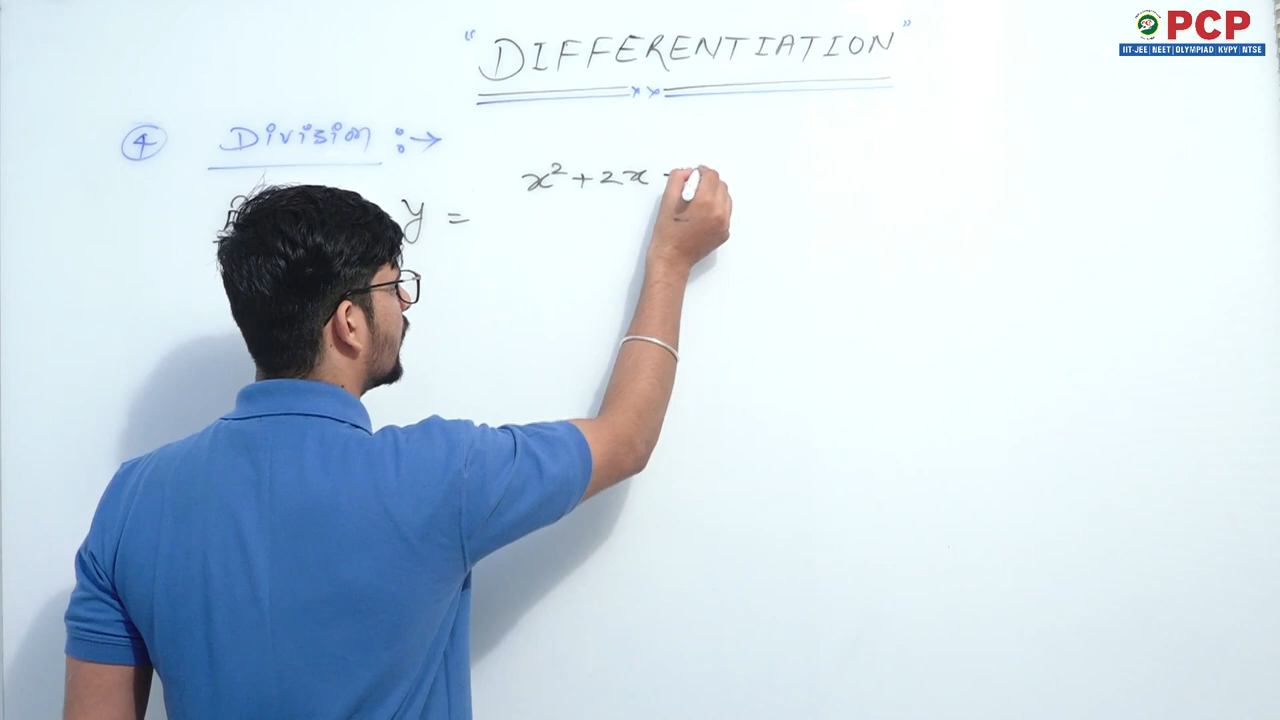 PCP
IIT-JEE | NEET | OLYMPIAD KVPY | NTSE
"DIFFERENTIATION"
④ Division :→
y = x² + 2x